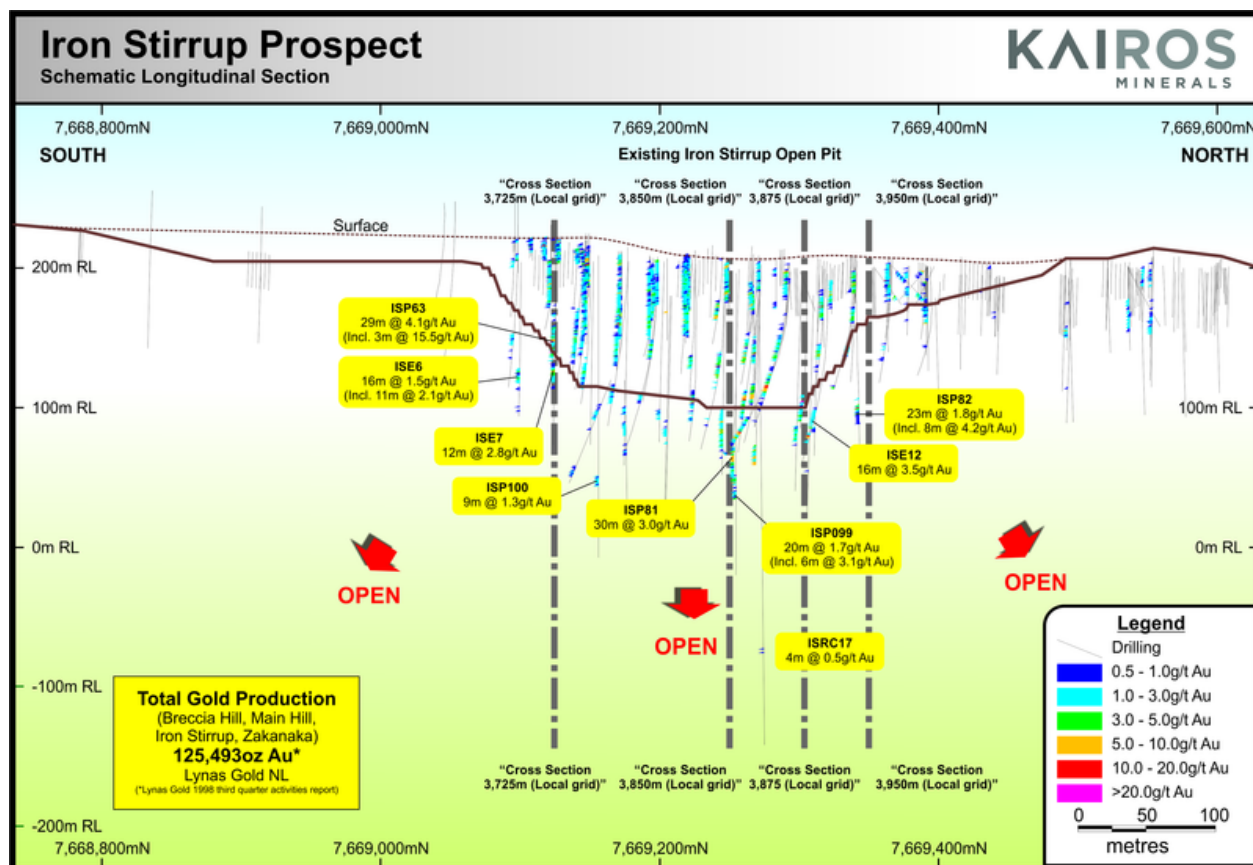 Iron Stirrup Prospect
Schematic Longitudinal Section
KAIROS
MINERALS
7,668,800mN
7,669,000mN
7,669,200mN
7,669,400mN
7,669,600mN
SOUTH
Existing Iron Stirrup Open Pit
NORTH
"Cross Section
3,725m (Local grid)"
"Cross Section
3,850m (Local grid)"
"Cross Section
3,875 (Local grid)"
"Cross Section
3,950m (Local grid)"
Surface
200m RL
ISP63
29m @ 4.1g/t Au
(Incl. 3m @ 15.5g/t Au)
ISE6
16m @ 1.5g/t Au
(Incl. 11m @ 2.1g/t Au)
100m RL
100m RL
ISP82
23m @ 1.8g/t Au
(Incl. 8m @ 4.2g/t Au)
ISE7
12m @ 2.8g/t Au
ISE12
16m @ 3.5g/t Au
ISP100
9m @ 1.3g/t Au
ISP81
30m @ 3.0g/t Au
ISP099
20m @ 1.7g/t Au
(Incl. 6m @ 3.1g/t Au)
0m RL
0m RL
OPEN
OPEN
OPEN
ISRC17
4m @ 0.5g/t Au
-100m RL
Total Gold Production
(Breccia Hill, Main Hill,
Iron Stirrup, Zakanaka)
125,493oz Au*
Lynas Gold NL
(*Lynas Gold 1998 third quarter activities report)
"Cross Section
3,725m (Local grid)"
"Cross Section
3,850m (Local grid)"
"Cross Section
3,875 (Local grid)"
"Cross Section
3,950m (Local grid)"
-200m RL
7,668,800mN
7,669,000mN
7,669,200mN
7,669,400mN
Legend
Drilling
0.5 - 1.0g/t Au
1.0 - 3.0g/t Au
3.0 - 5.0g/t Au
5.0 - 10.0g/t Au
10.0 - 20.0g/t Au
>20.0g/t Au
0 50 100
metres